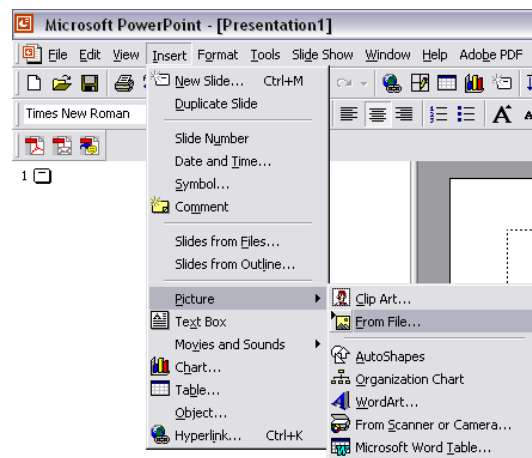 Microsoft PowerPoint - [Presentation1]
File Edit View Insert Format Tools Slide Show Window Help Adobe PDF
New Slide... Ctrl+M
Duplicate Slide
Times New Roman
Slide Number
Date and Time...
1
Symbol...
Comment
Slides from Files...
Slides from Outline...
Picture
Clip Art...
Text Box
From File...
Movies and Sounds
AutoShapes
Chart...
Organization Chart
Table...
WordArt...
Object...
From Scanner or Camera...
Hyperlink... Ctrl+K
Microsoft Word Table...